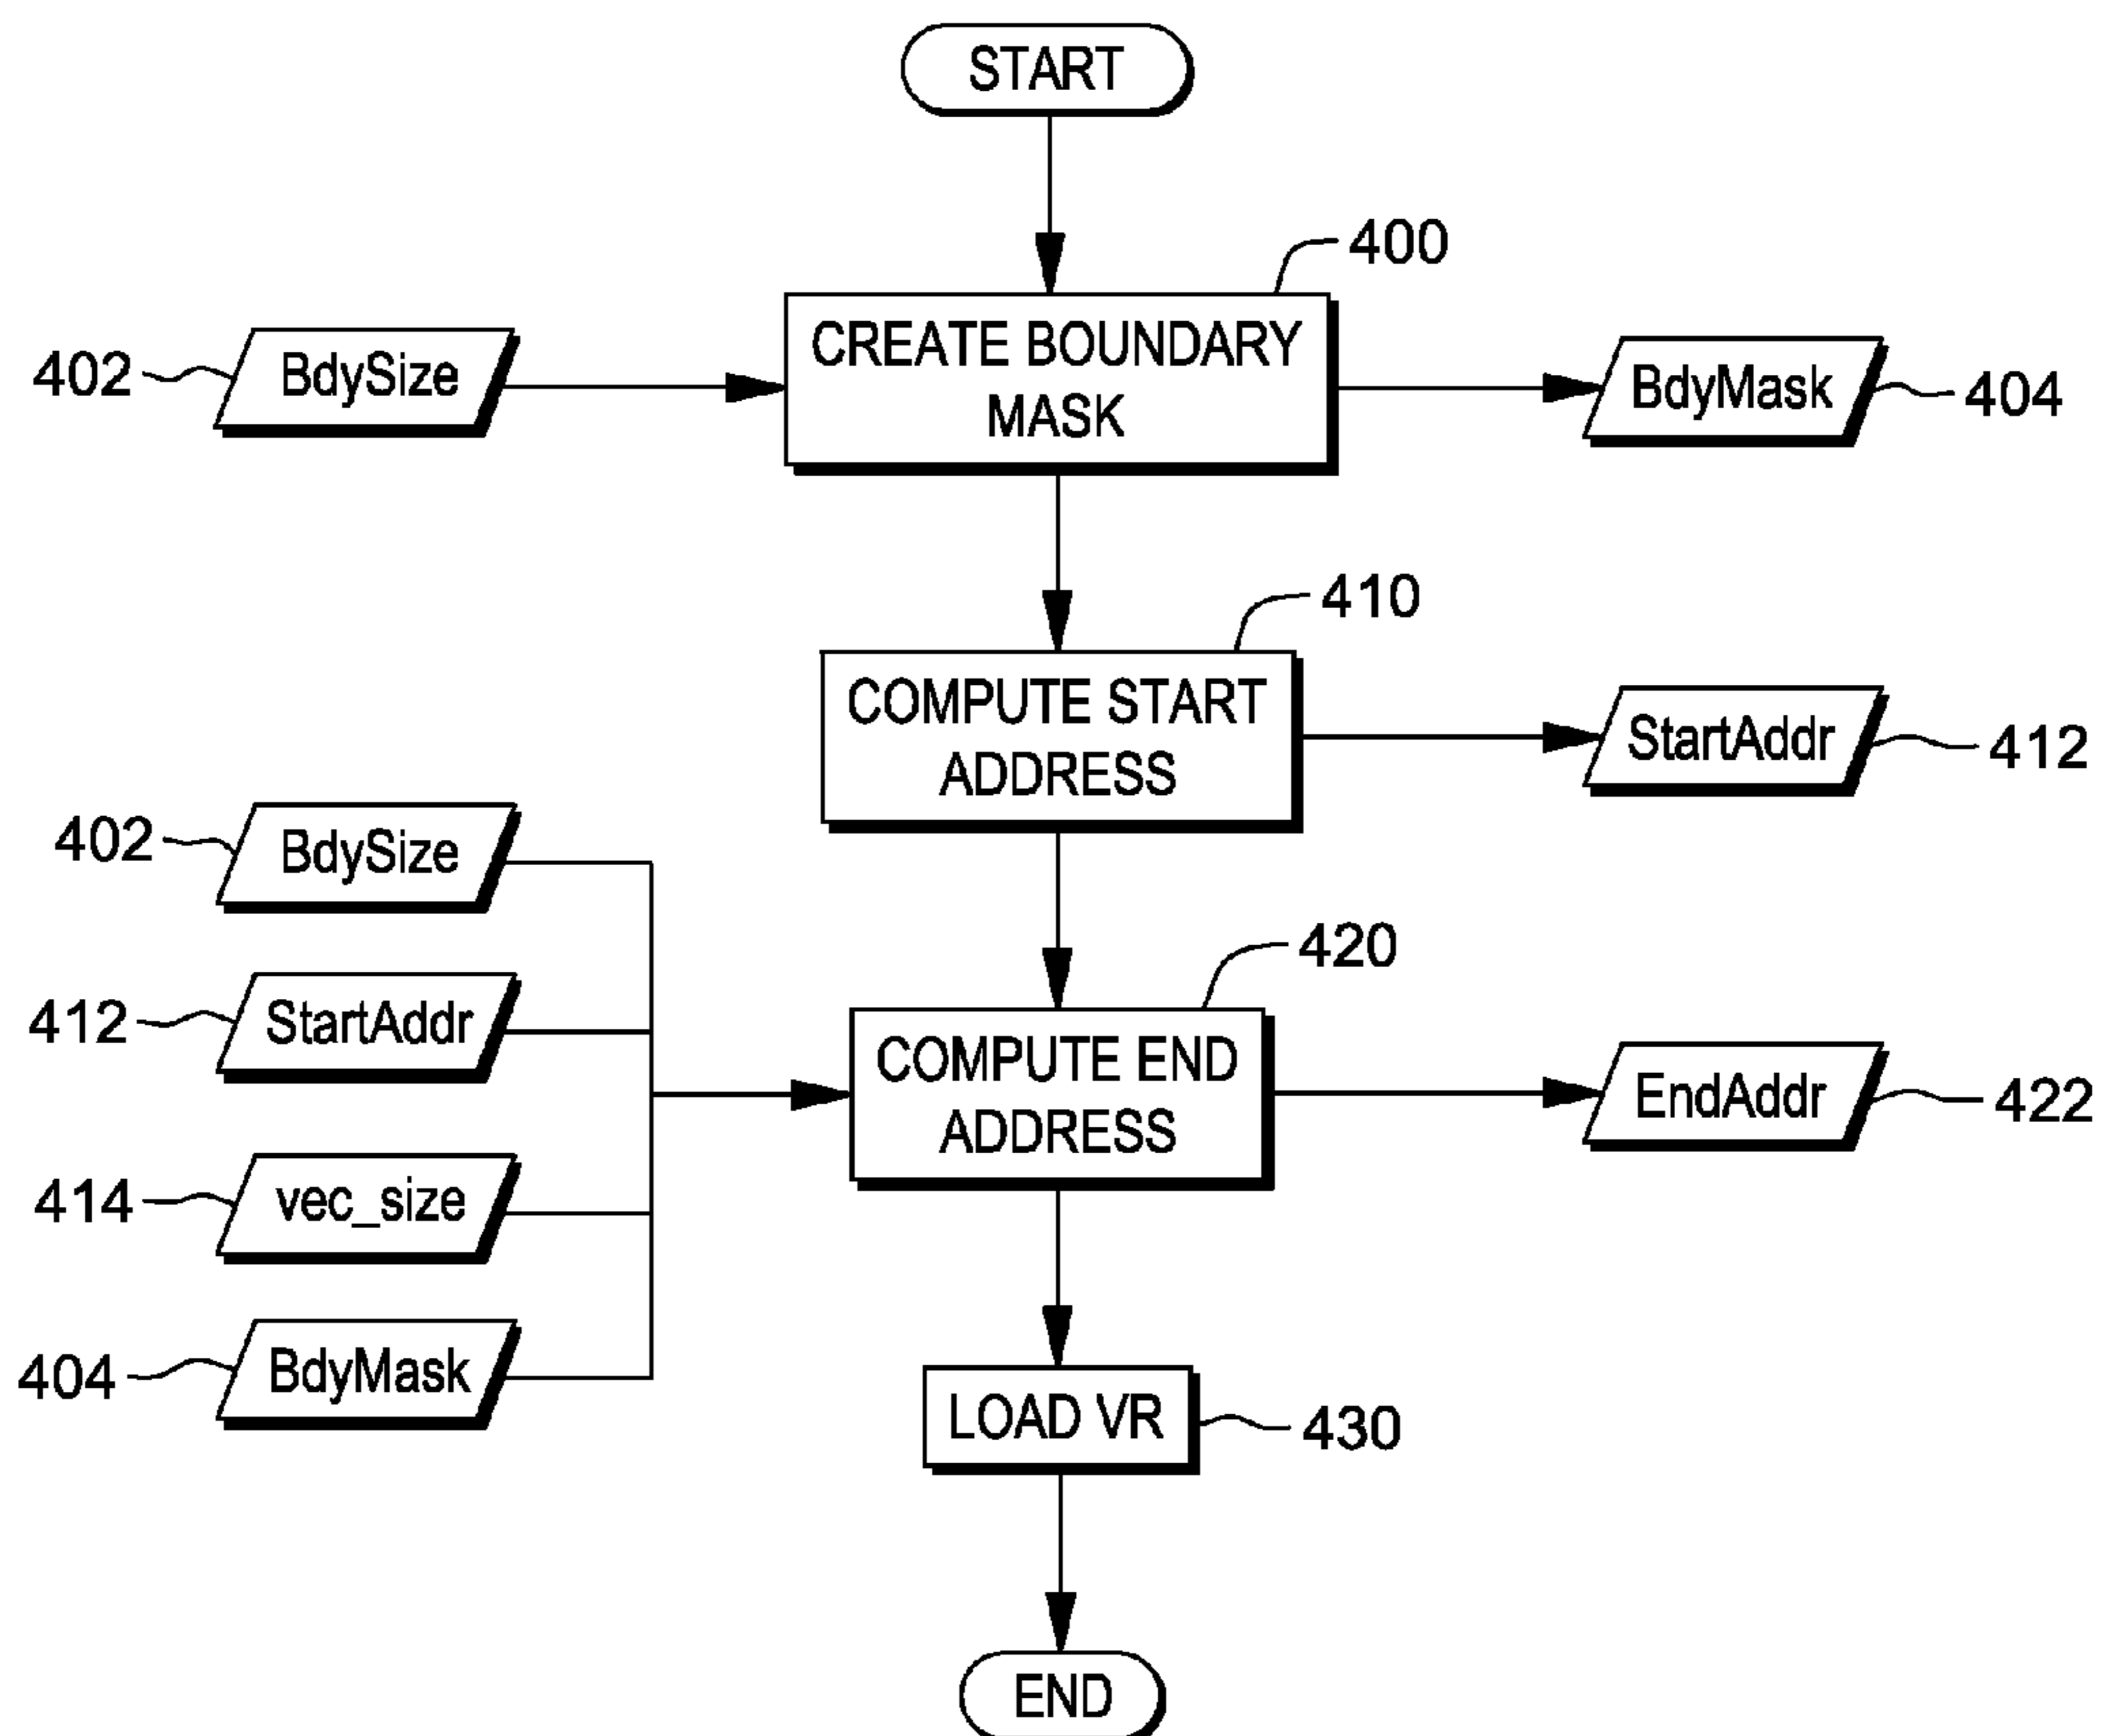 START
400
402
BdySize
CREATE BOUNDARY
MASK
BdyMask
404
410
COMPUTE START
ADDRESS
StartAddr
412
402
BdySize
420
412
StartAddr
COMPUTE END
ADDRESS
EndAddr
422
414
vec_size
404
BdyMask
LOAD VR
430
END